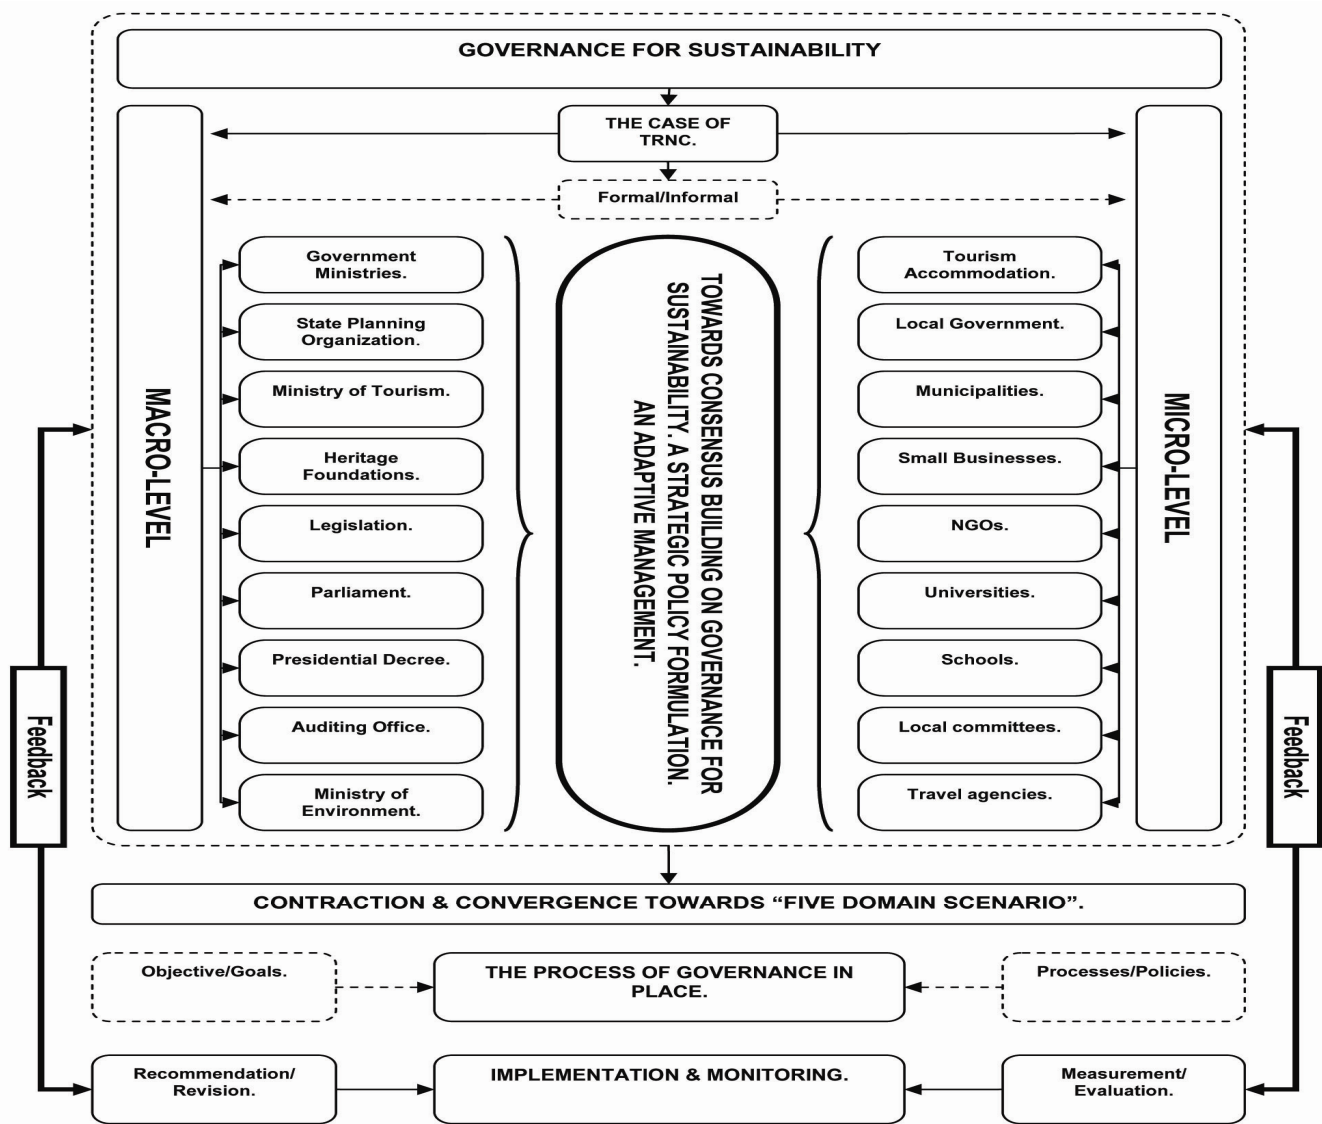 GOVERNANCE FOR SUSTAINABILITY
THE CASE OF
TRNC.
Formal/Informal
MACRO-LEVEL
Government
Ministries.
State Planning
Organization.
Ministry of Tourism.
Heritage
Foundations.
Legislation.
Parliament.
Presidential Decree.
Auditing Office.
Ministry of
Environment.
TOWARDS CONSENSUS BUILDING ON GOVERNANCE FOR
SUSTAINABILITY. A STRATEGIC POLICY FORMULATION.
AN ADAPTIVE MANAGEMENT.
Tourism
Accommodation.
Local Government.
Municipalities.
Small Businesses.
NGOs.
Universities.
Schools.
Local committees.
Travel agencies.
MICRO-LEVEL
Feedback
Feedback
CONTRACTION & CONVERGENCE TOWARDS “FIVE DOMAIN SCENARIO”.
Objective/Goals.
THE PROCESS OF GOVERNANCE IN
PLACE.
Processes/Policies.
Recommendation/
Revision.
IMPLEMENTATION & MONITORING.
Measurement/
Evaluation.